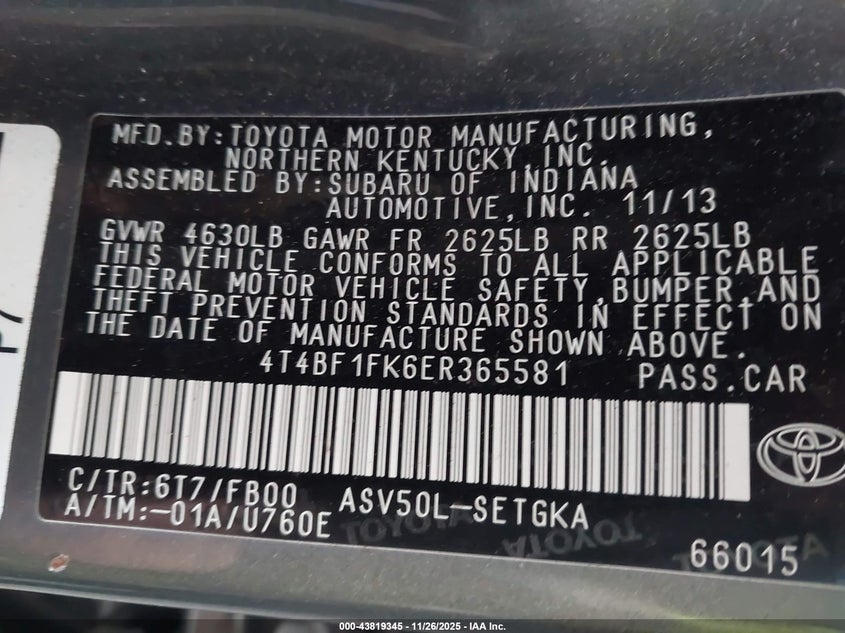 MFD.BY:TOYOTA MOTOR MANUFACTURING,
NORTHERN KENTUCKY,INC.
ASSEMBLED BY:SUBARU OF INDIANA
AUTOMOTIVE,INC. 11/13
GVWR 4630LB GAWR FR 2625LB RR 2625LB
THIS VEHICLE CONFORMS TO ALL APPLICABLE
FEDERAL MOTOR VEHICLE SAFETY,BUMPER,AND
THEFT PREVENTION STANDARDS IN EFFECT ON
THE DATE OF MANUFACTURE SHOWN ABOVE.
4T4BF1FK6ER365581 PASS.CAR
C/TR:6T7/FB00 ASV50L-SETGKA
A/TM:-01A/U760E
TOYOTA TOYOTA TOYOTA
66015
000-43819345 — 11/26/2025 — IAA Inc.